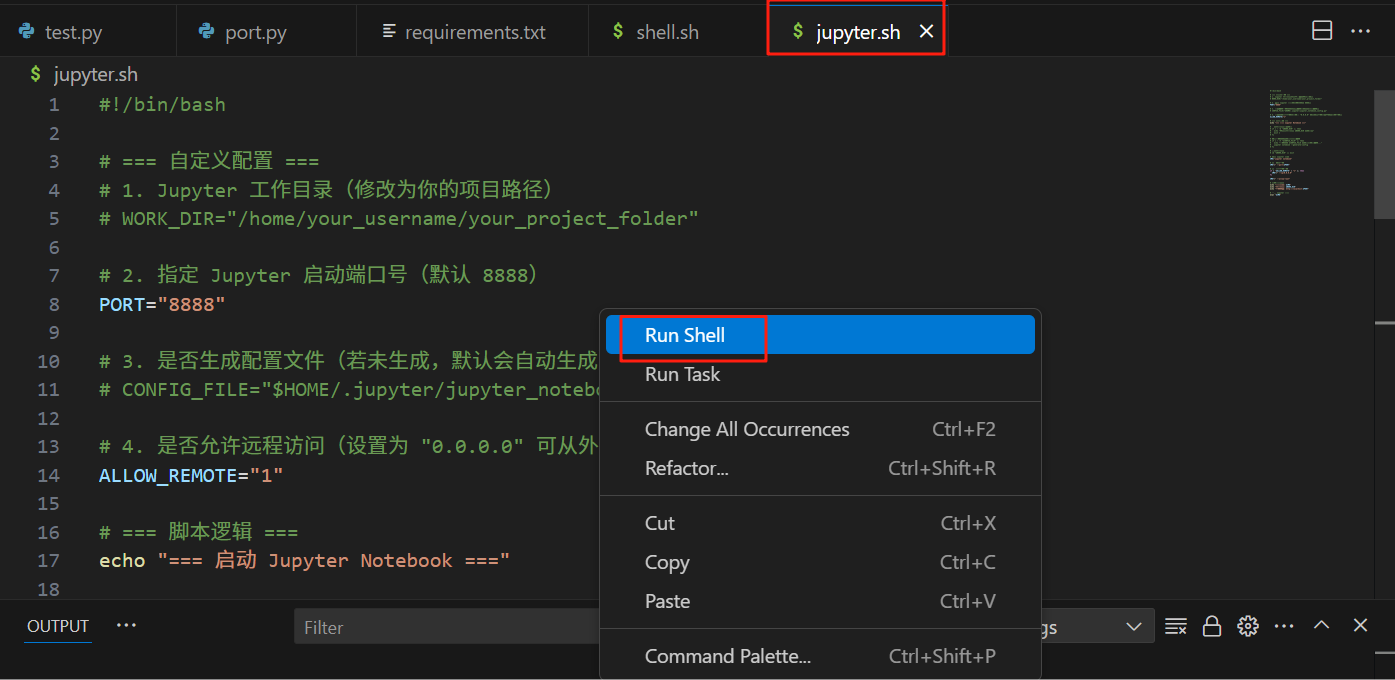 test.py
port.py
requirements.txt
$ shell.sh
$ jupyter.sh
$ jupyter.sh
1 #!/bin/bash
2
3 # === 自定义配置 ===
4 # 1. Jupyter 工作目录（修改为你的项目路径）
5 # WORK_DIR="/home/your_username/your_project_folder"
6
7 # 2. 指定 Jupyter 启动端口号（默认 8888）
8 PORT="8888"
9
10 # 3. 是否生成配置文件（若未生成，默认会自动生成
11 # CONFIG_FILE="$HOME/.jupyter/jupyter_notebo
12
13 # 4. 是否允许远程访问（设置为 "0.0.0.0" 可从外
14 ALLOW_REMOTE="1"
15
16 # === 脚本逻辑 ===
17 echo "=== 启动 Jupyter Notebook ==="
18
Run Shell
Run Task
Change All Occurrences Ctrl+F2
Refactor... Ctrl+Shift+R
Cut Ctrl+X
Copy Ctrl+C
Paste Ctrl+V
Command Palette... Ctrl+Shift+P
OUTPUT
Filter
gs